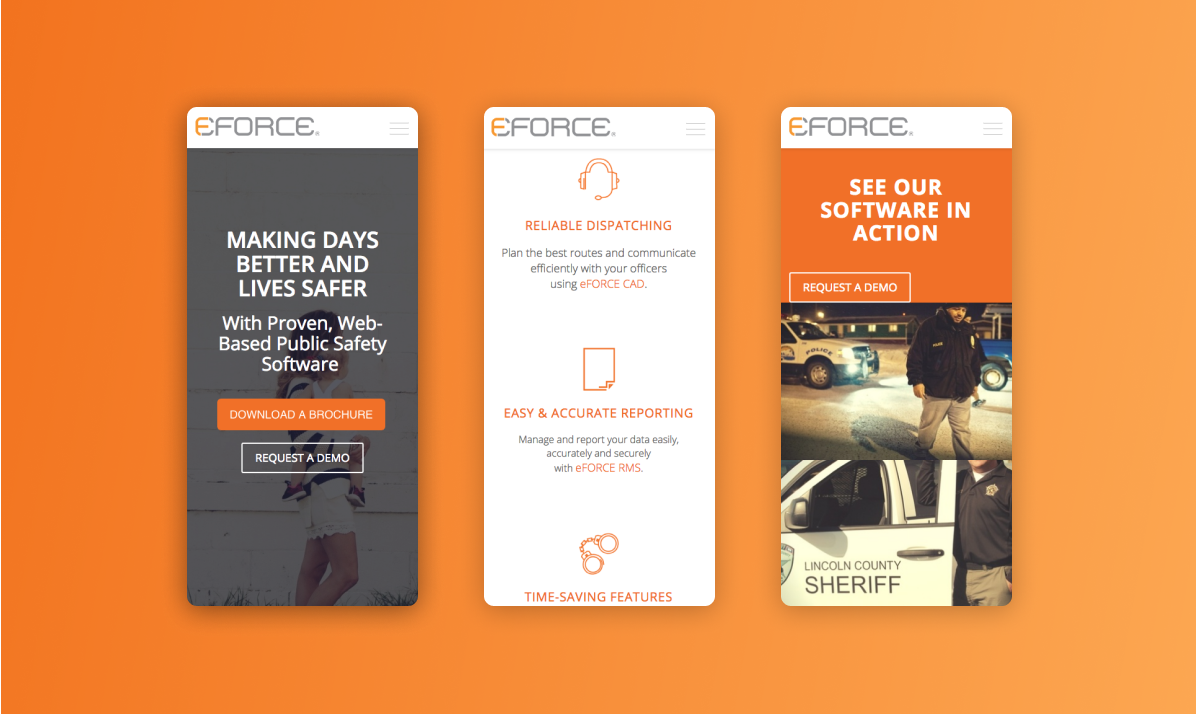 EFORCE®
MAKING DAYS
BETTER AND
LIVES SAFER
With Proven, Web-
Based Public Safety
Software
DOWNLOAD A BROCHURE
REQUEST A DEMO
EFORCE®
RELIABLE DISPATCHING
Plan the best routes and communicate
efficiently with your officers
using eFORCE CAD.
EASY & ACCURATE REPORTING
Manage and report your data easily,
accurately and securely
with eFORCE RMS.
TIME-SAVING FEATURES
EFORCE®
SEE OUR
SOFTWARE IN
ACTION
REQUEST A DEMO
POLICE
POLICE
LINCOLN COUNTY
SHERIFF